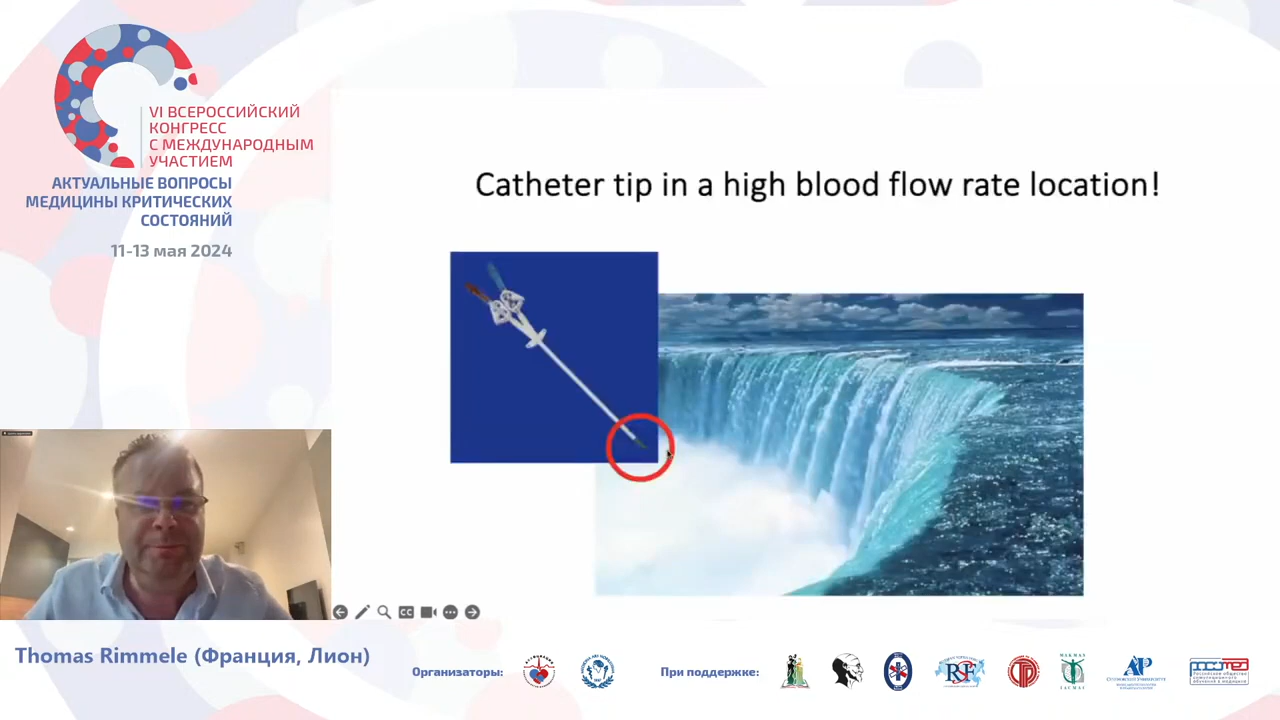 VI ВСЕРОССИЙСКИЙ
КОНГРЕСС
С МЕЖДУНАРОДНЫМ
УЧАСТИЕМ
АКТУАЛЬНЫЕ ВОПРОСЫ
МЕДИЦИНЫ КРИТИЧЕСКИХ
СОСТОЯНИЙ
11-13 мая 2024
Catheter tip in a high blood flow rate location!
CC
Thomas Rimmele (Франция, Лион)
Организаторы:
При поддержке: